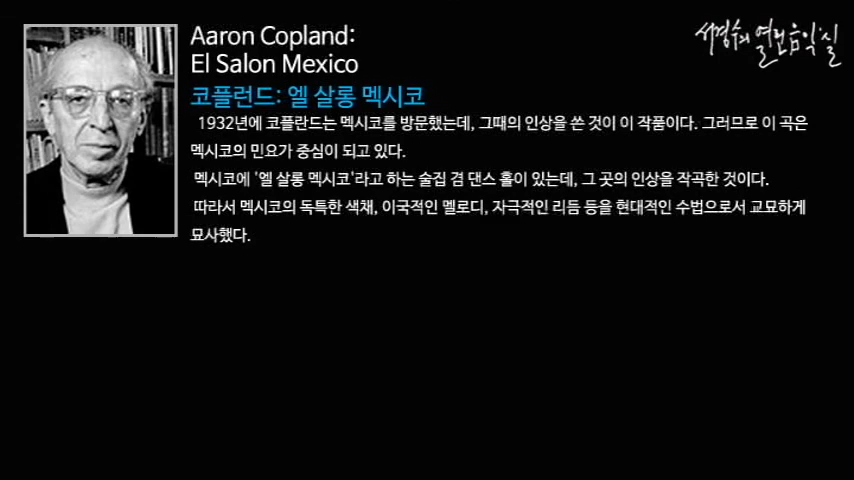 Aaron Copland:
El Salon Mexico
코플런드: 엘 살롱 멕시코
1932년에 코플란드는 멕시코를 방문했는데, 그때의 인상을 쓴 것이 이 작품이다. 그러므로 이 곡은
멕시코의 민요가 중심이 되고 있다.
멕시코에 '엘 살롱 멕시코'라고 하는 술집 겸 댄스 홀이 있는데, 그 곳의 인상을 작곡한 것이다.
따라서 멕시코의 독특한 색채, 이국적인 멜로디, 자극적인 리듬 등을 현대적인 수법으로서 교묘하게
묘사했다.
서경수의 열린음악실